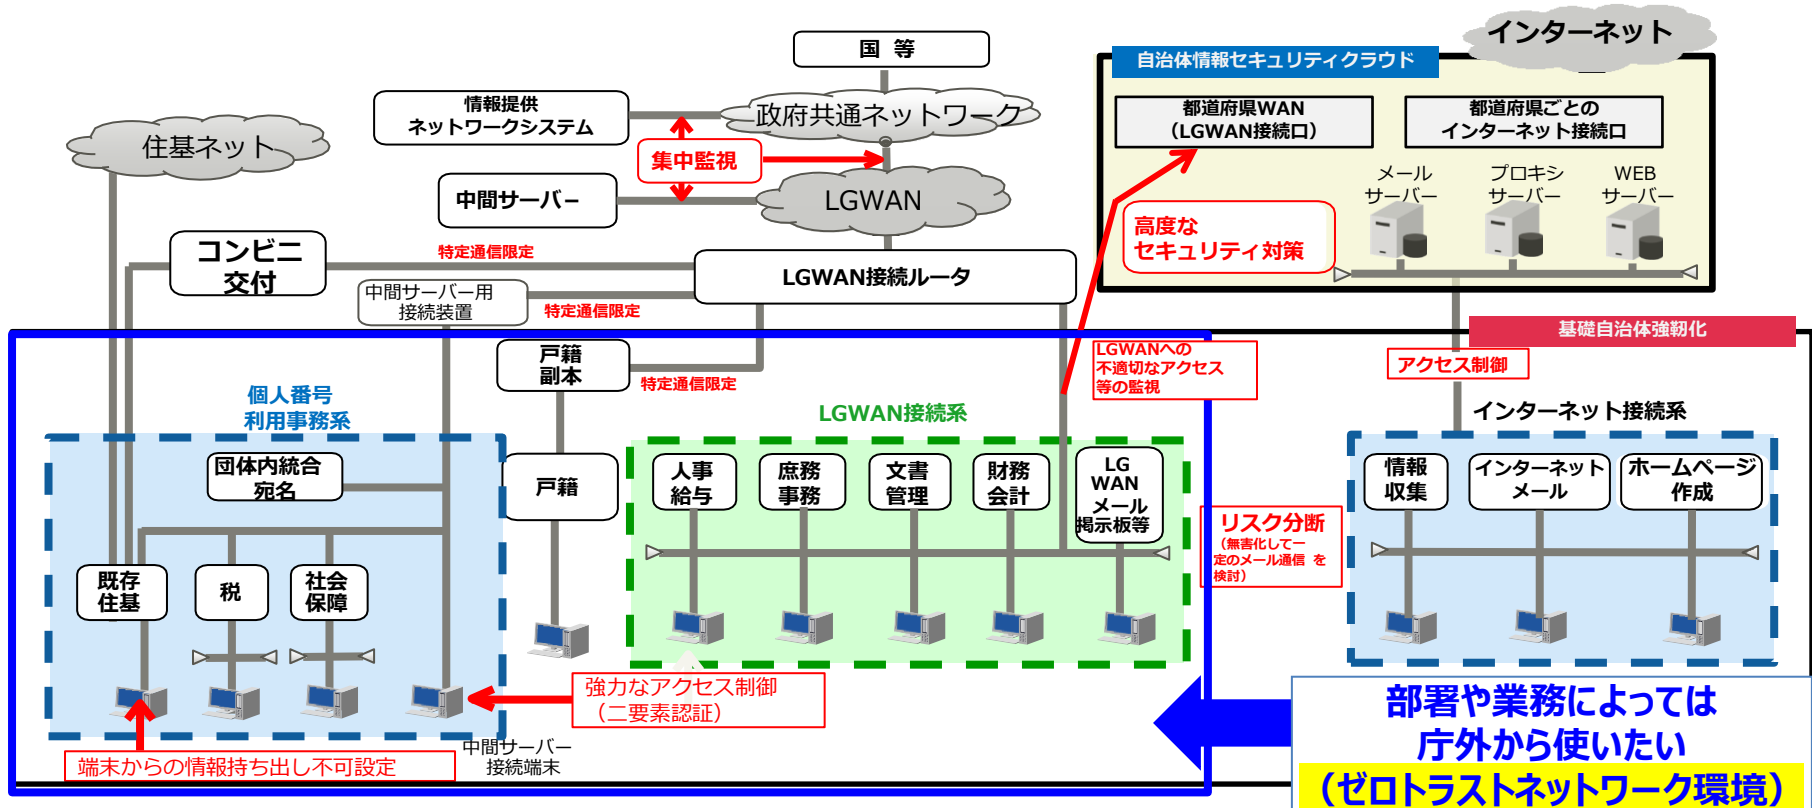 国 等
インターネット
自治体情報セキュリティクラウド
情報提供
ネットワークシステム
政府共通ネットワーク
都道府県WAN
（LGWAN接続口）
都道府県ごとの
インターネット接続口
住基ネット
集中監視
メール
サーバー
プロキシ
サーバー
WEB
サーバー
中間サーバー
LGWAN
高度な
セキュリティ対策
コンビニ
交付
特定通信限定
LGWAN接続ルータ
中間サーバー用
接続装置
特定通信限定
基礎自治体強靭化
戸籍
副本
特定通信限定
LGWANへの
不適切なアクセス
等の監視
アクセス制御
個人番号
利用事務系
LGWAN接続系
インターネット接続系
団体内統合
宛名
戸籍
人事
給与
庶務
事務
文書
管理
財務
会計
LG
WAN
メール
掲示板等
情報
収集
インターネット
メール
ホームページ
作成
リスク分断
（無害化して一
定のメール通信 を
検討）
既存
住基
税
社会
保障
強力なアクセス制御
（二要素認証）
端末からの情報持ち出し不可設定
中間サーバー
接続端末
部署や業務によっては
庁外から使いたい
（ゼロトラストネットワーク環境）